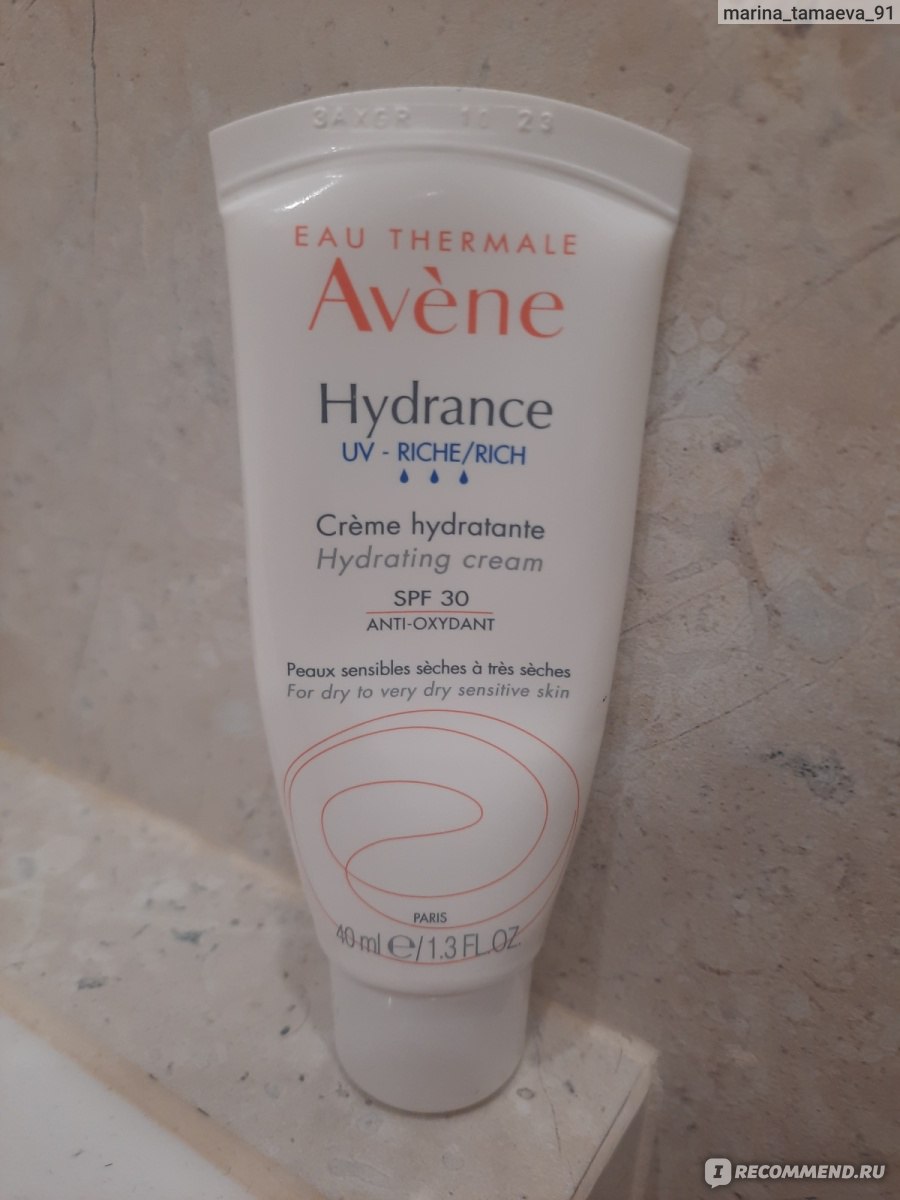 marina_tamaeva_91
10 23
EAU THERMALE
Avène
Hydrance
UV - RICHE/RICH
Crème hydratante
Hydrating cream
SPF 30
ANTI-OXYDANT
Peaux sensibles sèches à très sèches
For dry to very dry sensitive skin
PARIS
40 ml e/1.3 FL.OZ.
IRECOMMEND.RU